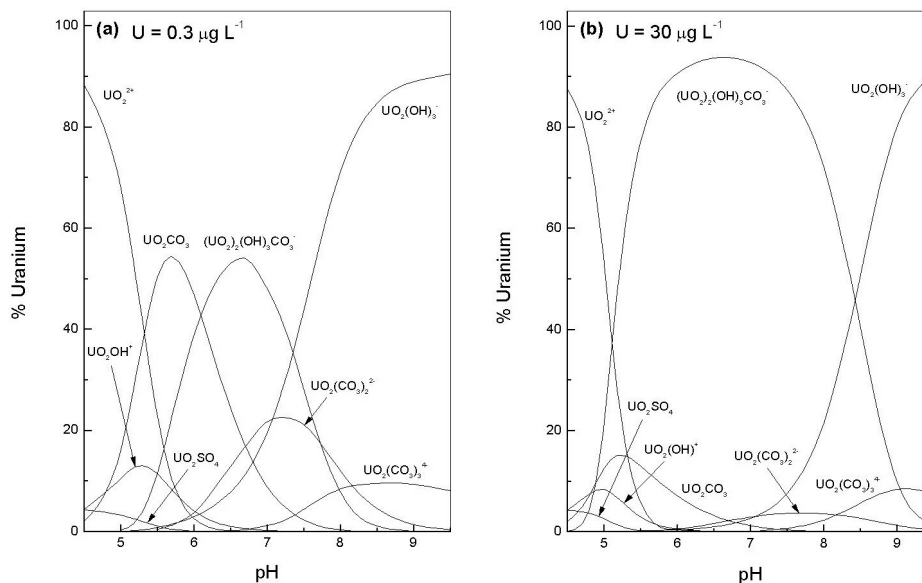 (a) U = 0.3 μg L⁻¹
100
80
60
40
20
0
% Uranium
5
6
7
8
9
pH
UO₂²⁺
UO₂(OH)₃⁻
UO₂CO₃
(UO₂)₂(OH)₃CO₃⁻
UO₂OH⁺
UO₂SO₄
UO₂(CO₃)₂²⁻
UO₂(CO₃)₃⁴⁻
(b) U = 30 μg L⁻¹
100
80
60
40
20
0
% Uranium
5
6
7
8
9
pH
UO₂²⁺
(UO₂)₂(OH)₃CO₃⁻
UO₂(OH)₃⁻
UO₂SO₄
UO₂(OH)⁺
UO₂CO₃
UO₂(CO₃)₂²⁻
UO₂(CO₃)₃⁴⁻